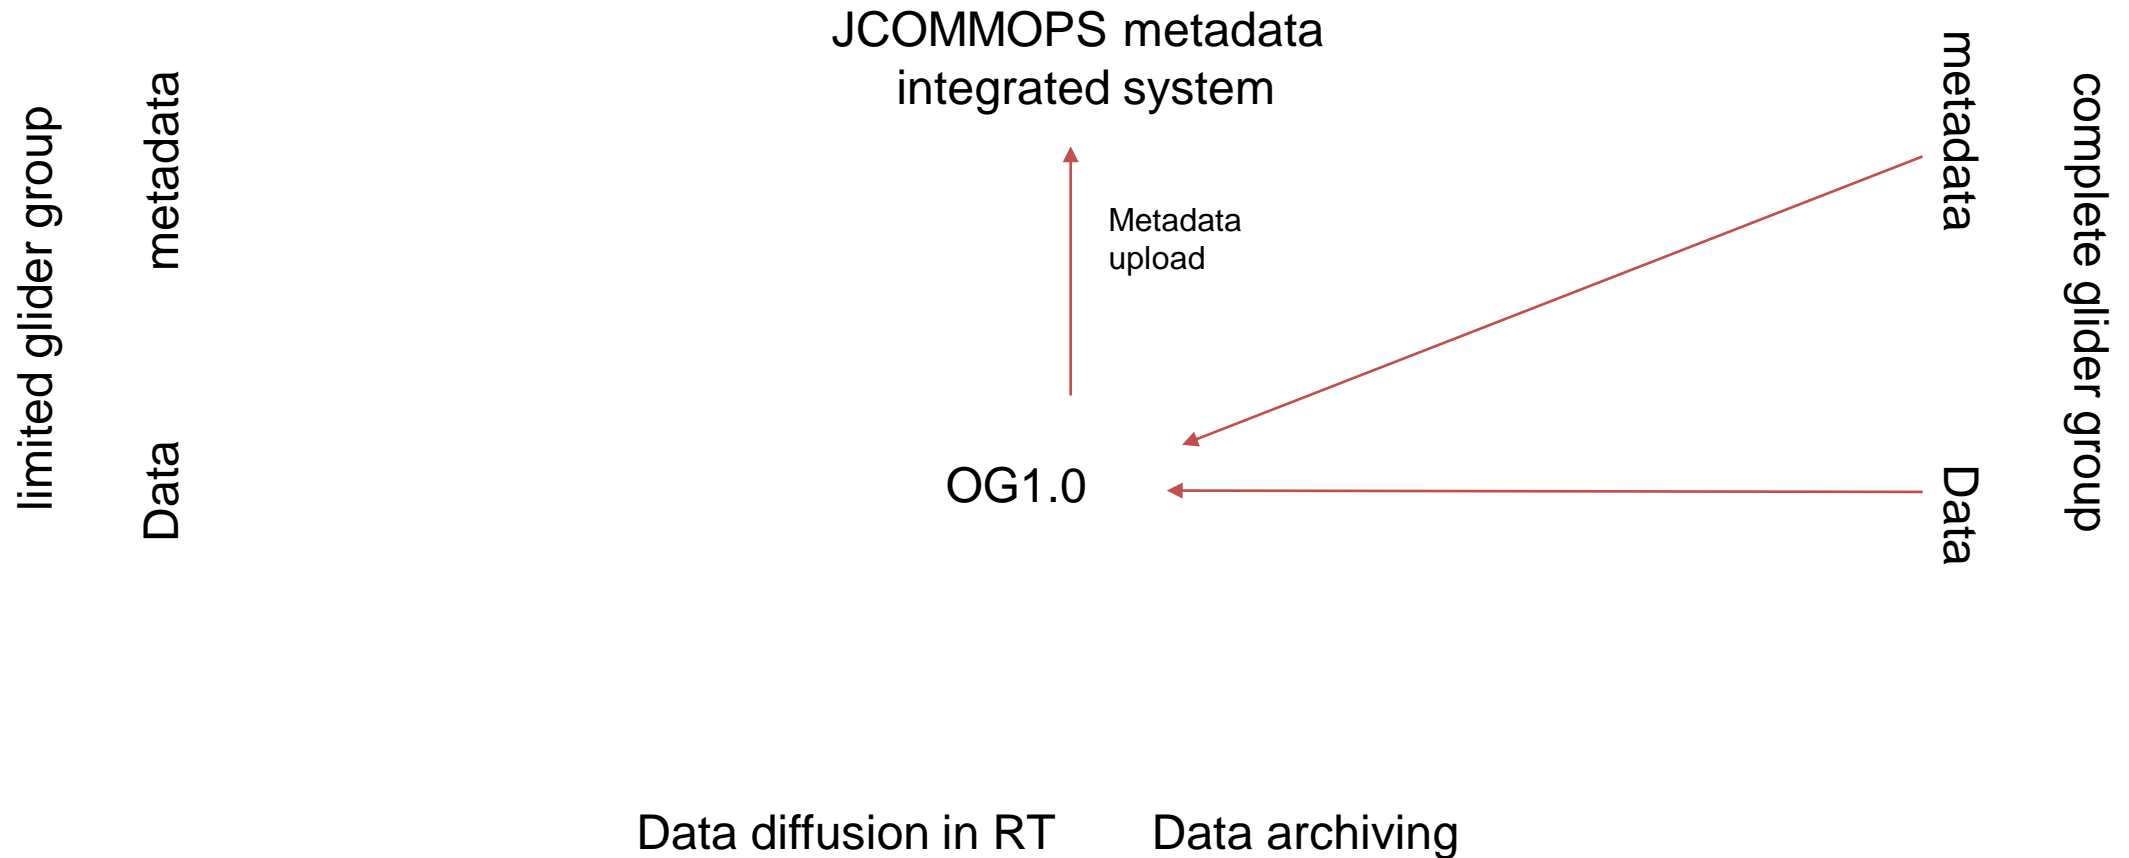 JCOMMOPS metadata
integrated system
limited glider group
metadata
Data
Metadata
upload
OG1.0
metadata
Data
complete glider group
Data diffusion in RT
Data archiving